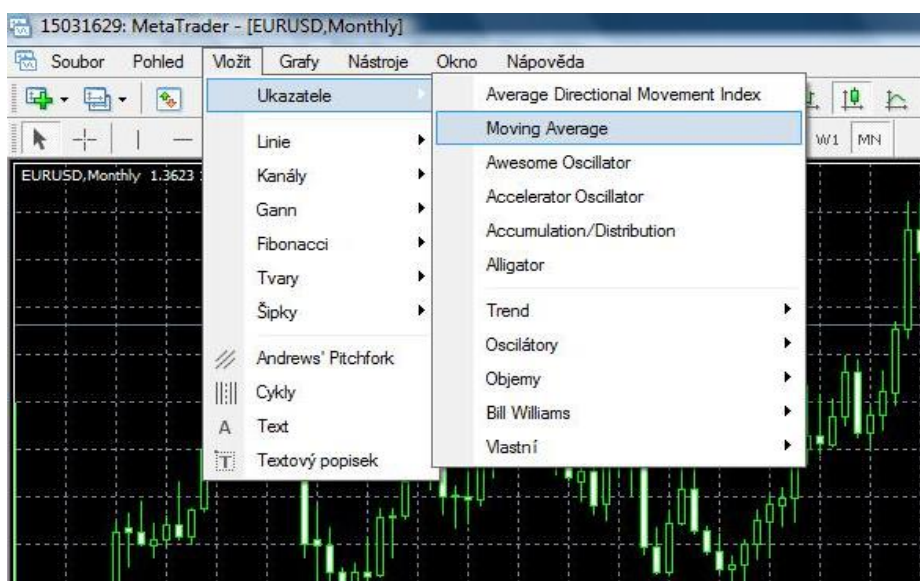 15031629: MetaTrader - [EURUSD,Monthly]
Soubor Pohled Vložit Grafy Nástroje Okno Nápověda
W1 MN
EURUSD,Monthly 1.3623
Ukazatele
Linie
Kanály
Gann
Fibonacci
Tvary
Šipky
Andrews' Pitchfork
Cykly
A Text
T Textový popisek
Average Directional Movement Index
Moving Average
Awesome Oscillator
Accelerator Oscillator
Accumulation/Distribution
Alligator
Trend
Oscilátory
Objemy
Bill Williams
Vlastní